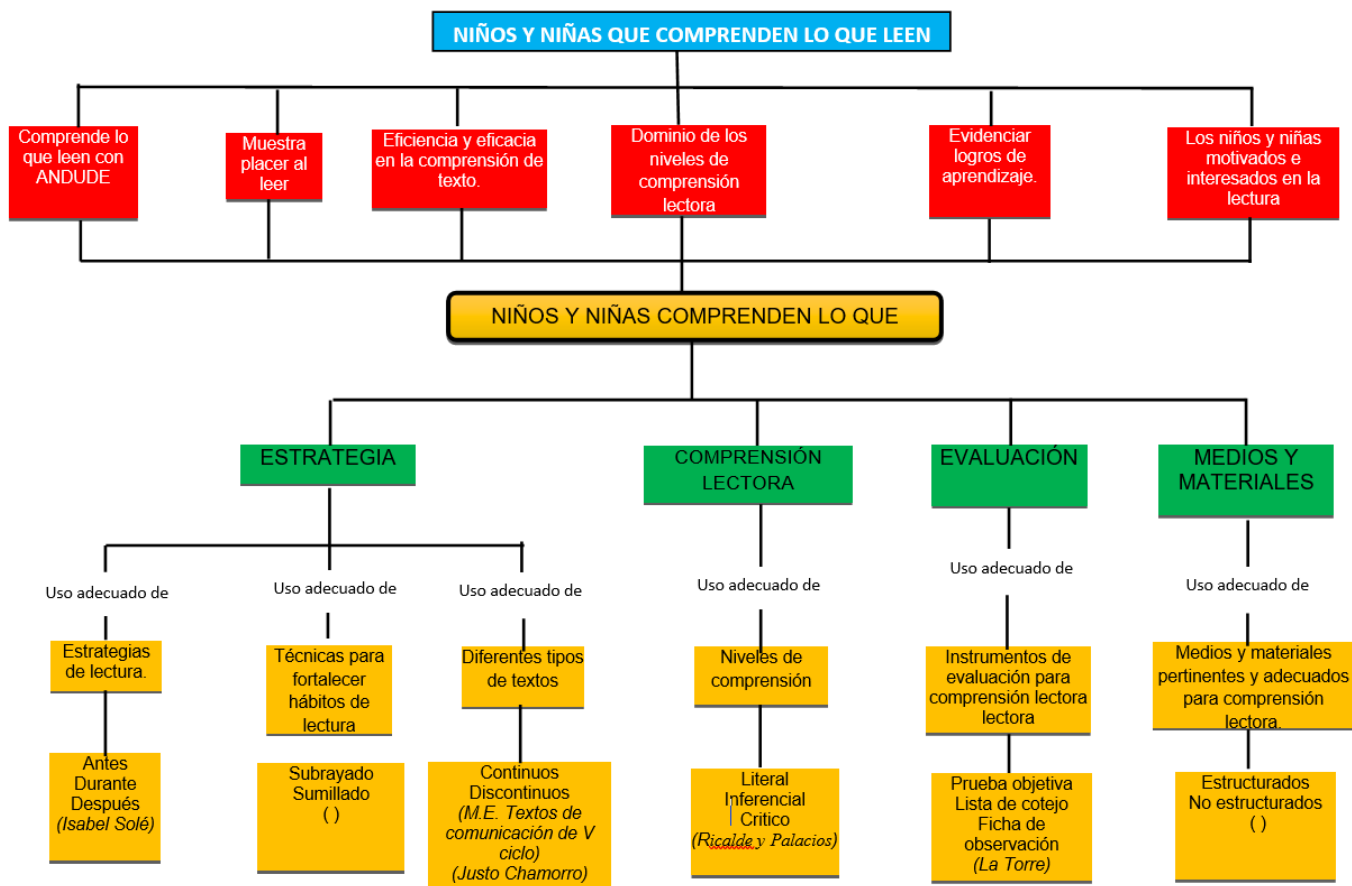 NIÑOS Y NIÑAS QUE COMPRENDEN LO QUE LEEN
Comprende lo
que leen con
ANDUDE
Muestra
placer al
leer
Eficiencia y eficacia
en la comprensión de
texto.
Dominio de los
niveles de
comprensión
lectora
Evidenciar
logros de
aprendizaje.
Los niños y niñas
motivados e
interesados en la
lectura
NIÑOS Y NIÑAS COMPRENDEN LO QUE
ESTRATEGIA
COMPRENSIÓN
LECTORA
EVALUACIÓN
MEDIOS Y
MATERIALES
Uso adecuado de
Uso adecuado de
Uso adecuado de
Uso adecuado de
Uso adecuado de
Uso adecuado de
Estrategias
de lectura.
Técnicas para
fortalecer
hábitos de
lectura
Diferentes tipos
de textos
Niveles de
comprensión
Instrumentos de
evaluación para
comprensión lectora
lectora
Medios y materiales
pertinentes y adecuados
para comprensión
lectora.
Antes
Durante
Después
(Isabel Solé)
Subrayado
Sumillado
( )
Continuos
Discontinuos
(M.E. Textos de
comunicación de V
ciclo)
(Justo Chamorro)
Literal
Inferencial
Critico
(Ricalde y Palacios)
Prueba objetiva
Lista de cotejo
Ficha de
observación
(La Torre)
Estructurados
No estructurados
( )